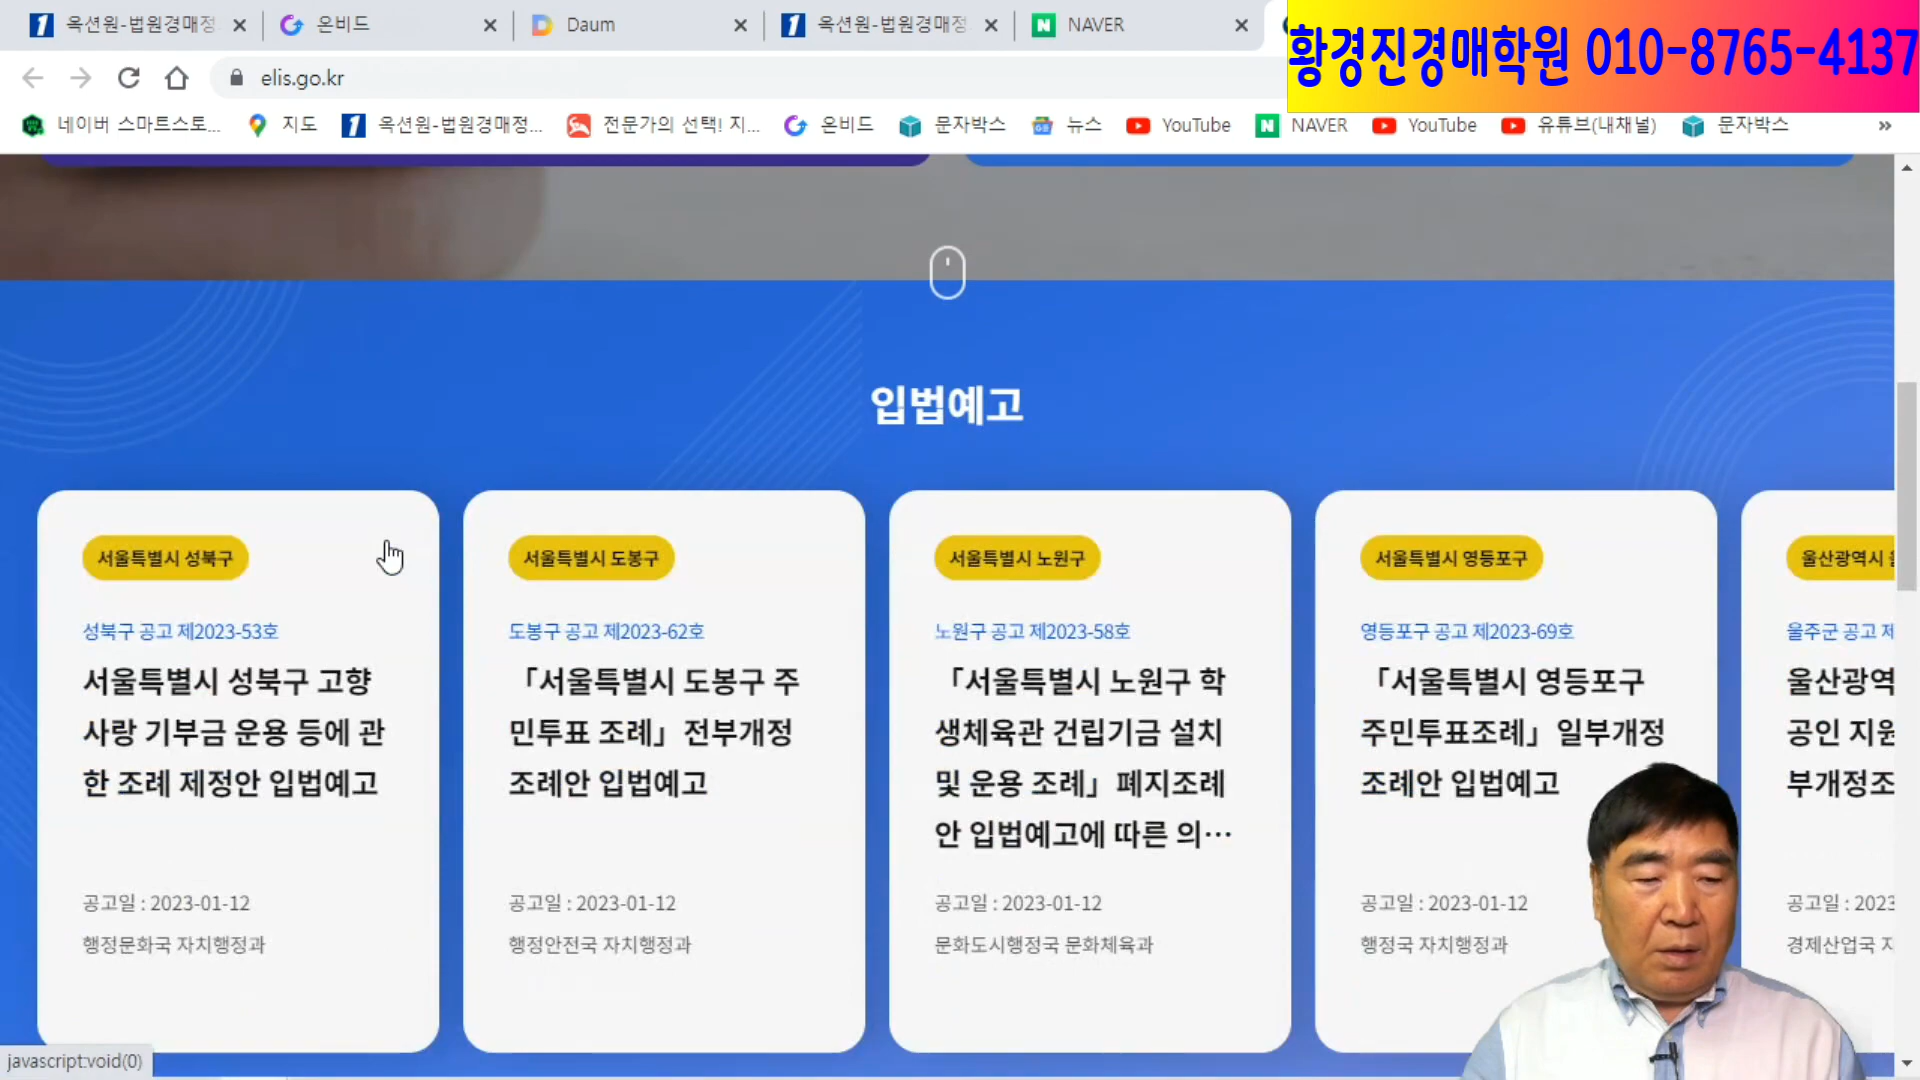 옥션원-법원경매정
온비드
Daum
옥션원-법원경매정
NAVER
황경진경매학원 010-8765-4137
elis.go.kr
네이버 스마트스토...
지도
옥션원-법원경매정...
전문가의 선택! 지...
온비드
문자박스
뉴스
YouTube
NAVER
YouTube
유튜브(내채널)
문자박스
»
입법예고
서울특별시 성북구
성북구 공고 제2023-53호
서울특별시 성북구 고향
사랑 기부금 운용 등에 관
한 조례 제정안 입법예고
공고일 : 2023-01-12
행정문화국 자치행정과
서울특별시 도봉구
도봉구 공고 제2023-62호
「서울특별시 도봉구 주
민투표 조례」 전부개정
조례안 입법예고
공고일 : 2023-01-12
행정안전국 자치행정과
서울특별시 노원구
노원구 공고 제2023-58호
「서울특별시 노원구 학
생체육관 건립기금 설치
및 운용 조례」 폐지조례
안 입법예고에 따른 의…
공고일 : 2023-01-12
문화도시행정국 문화체육과
서울특별시 영등포구
영등포구 공고 제2023-69호
「서울특별시 영등포구
주민투표조례」 일부개정
조례안 입법예고
공고일 : 2023-01-12
행정국 자치행정과
울산광역시
울주군 공고 제
울산광역
공인 지원
부개정조
공고일 : 2023
경제산업국
javascript:void(0)